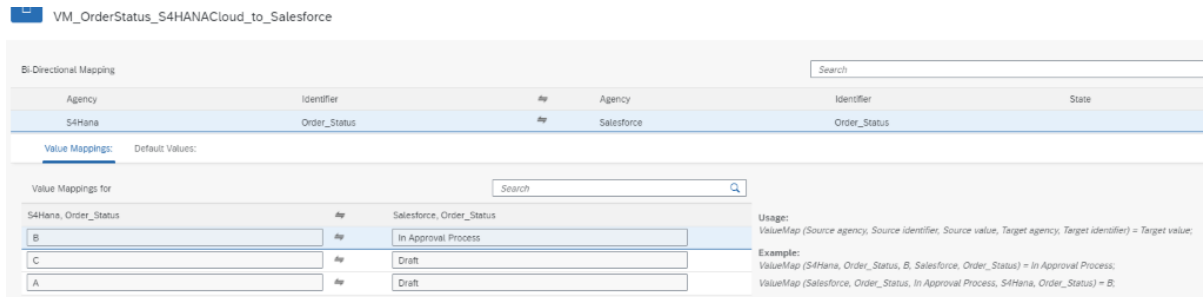 VM_OrderStatus_S4HANACloud_to_Salesforce
Bi-Directional Mapping
Search
Agency Identifier ⇋ Agency Identifier State
S4Hana Order_Status ⇋ Salesforce Order_Status
Value Mappings: Default Values:
Value Mappings for
Search
S4Hana, Order_Status ⇋ Salesforce, Order_Status
B ⇋ In Approval Process
C ⇋ Draft
A ⇋ Draft
Usage:
ValueMap (Source agency, Source identifier, Source value, Target agency, Target identifier) = Target value;
Example:
ValueMap (S4Hana, Order_Status, B, Salesforce, Order_Status) = In Approval Process;
ValueMap (Salesforce, Order_Status, In Approval Process, S4Hana, Order_Status) = B;